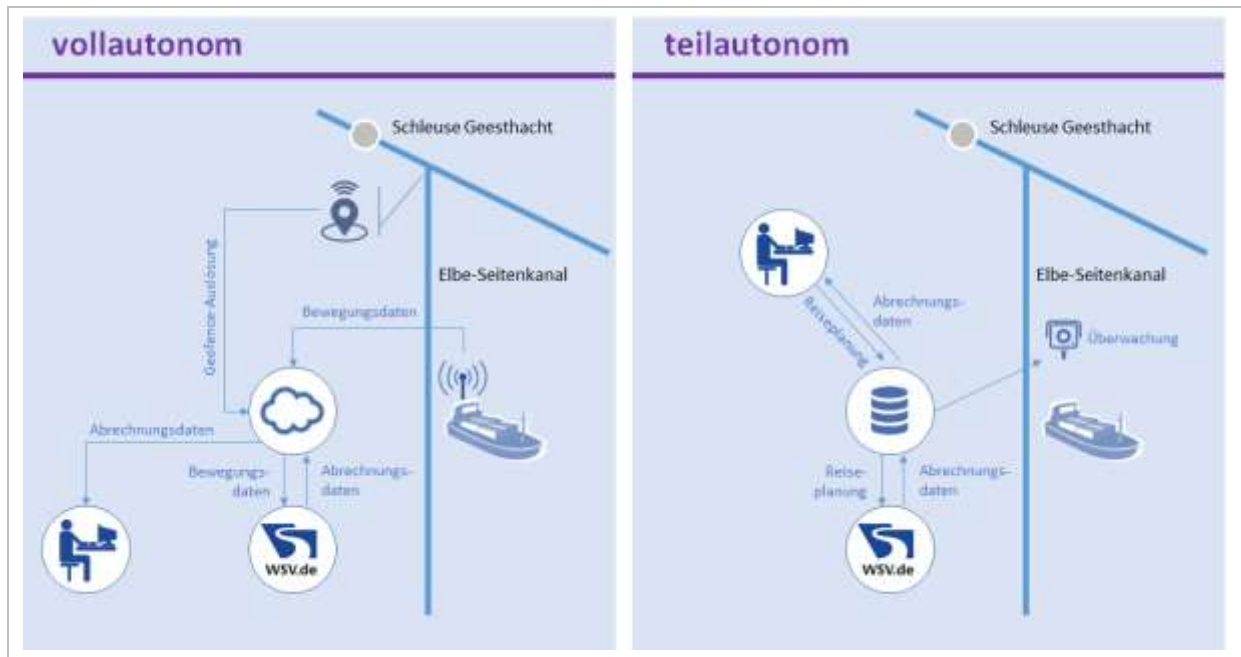 vollautonom
Schleuse Geesthacht
Geofence-Auslösung
Elbe-Seitenkanal
Bewegungsdaten
Abrechnungsdaten
Bewegungs-
daten
Abrechnungs-
daten
WSV.de
teilautonom
Schleuse Geesthacht
Elbe-Seitenkanal
Reiseplanung
Abrechnungs-
daten
Überwachung
Reise-
planung
Abrechnungs-
daten
WSV.de